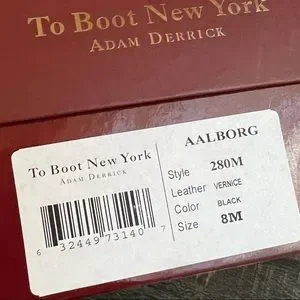 To Boot New York
ADAM DERRICK
To Boot New York
ADAM DERRICK
6 32449 73140 7
AALBORG
Style 280M
Leather VERNICE
Color BLACK
Size 8M